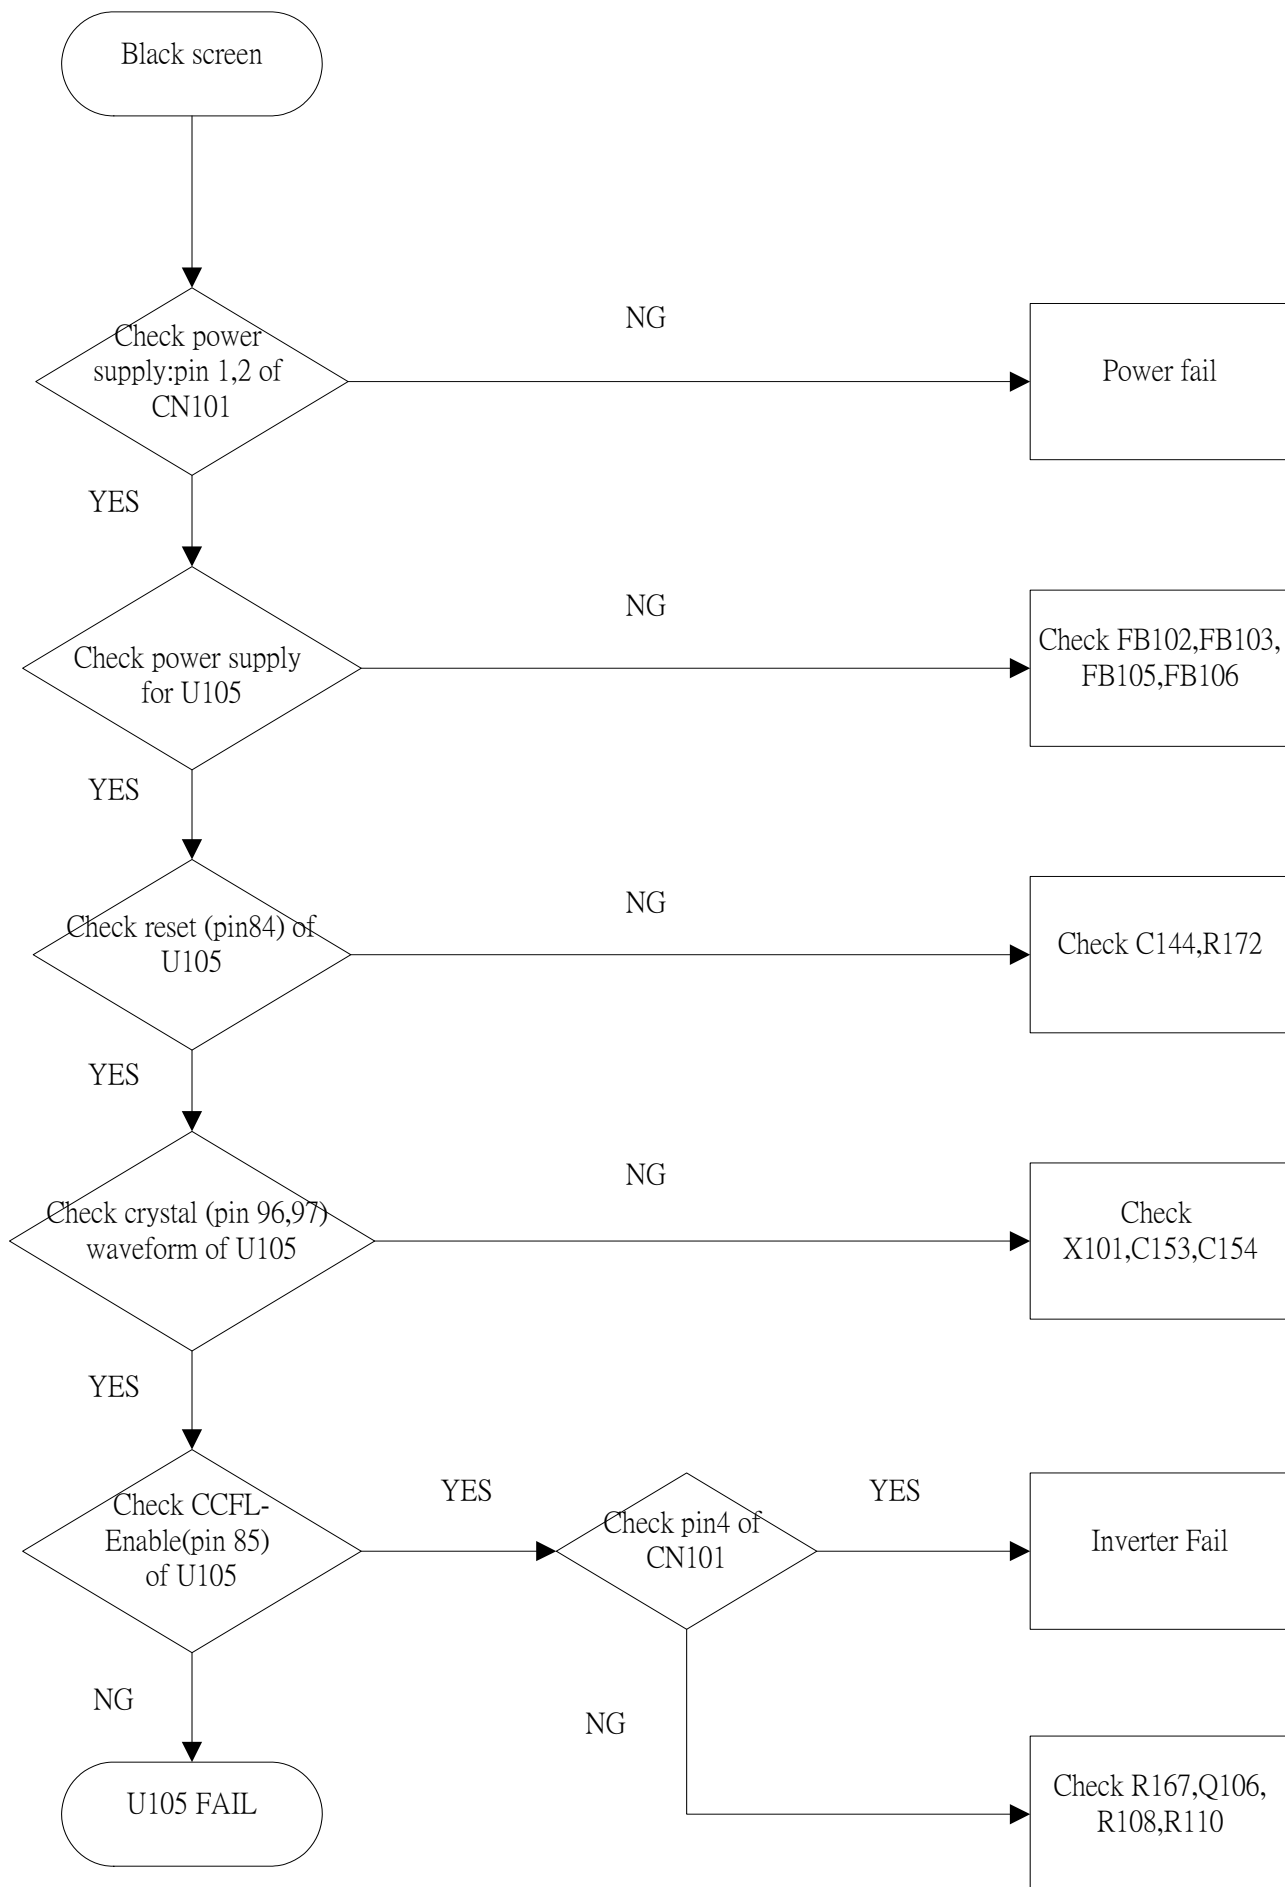 Black screen
Check power
supply:pin 1,2 of
CN101
NG
Power fail
YES
Check power supply
for U105
NG
Check FB102,FB103,
FB105,FB106
YES
Check reset (pin84) of
U105
NG
Check C144,R172
YES
Check crystal (pin 96,97)
waveform of U105
NG
Check
X101,C153,C154
YES
Check CCFL-
Enable(pin 85)
of U105
YES
Check pin4 of
CN101
YES
Inverter Fail
NG
U105 FAIL
NG
Check R167,Q106,
R108,R110